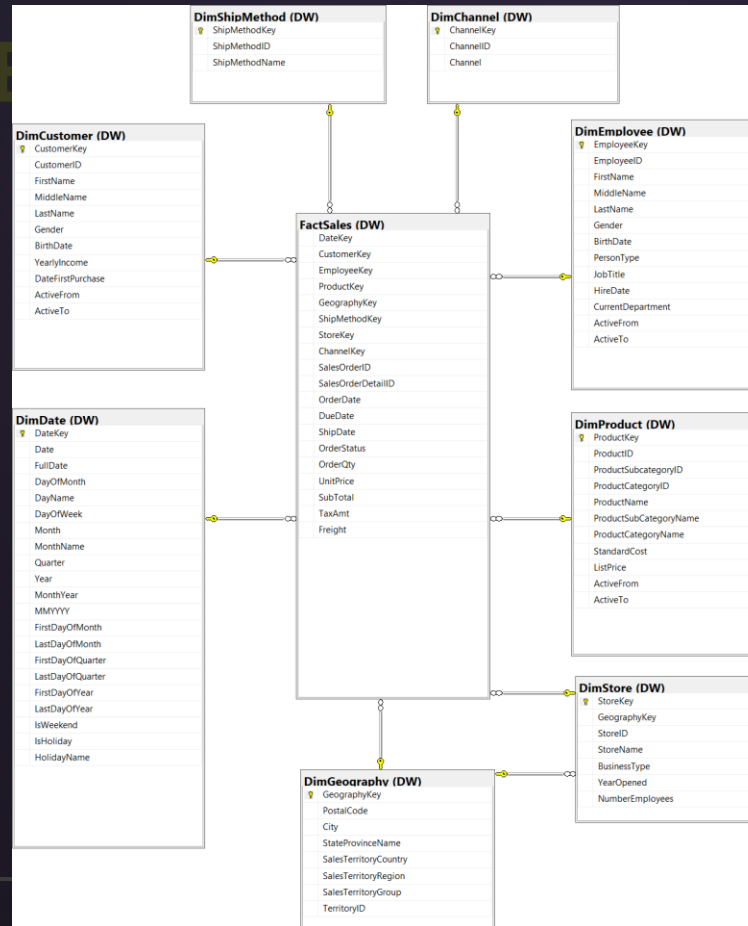 DimShipMethod (DW)
ShipMethodKey
ShipMethodID
ShipMethodName
DimChannel (DW)
ChannelKey
ChannelID
Channel
DimCustomer (DW)
CustomerKey
CustomerID
FirstName
MiddleName
LastName
Gender
BirthDate
YearlyIncome
DateFirstPurchase
ActiveFrom
ActiveTo
DimEmployee (DW)
EmployeeKey
EmployeeID
FirstName
MiddleName
LastName
Gender
BirthDate
PersonType
JobTitle
HireDate
CurrentDepartment
ActiveFrom
ActiveTo
FactSales (DW)
DateKey
CustomerKey
EmployeeKey
ProductKey
GeographyKey
ShipMethodKey
StoreKey
ChannelKey
SalesOrderID
SalesOrderDetailID
OrderDate
DueDate
ShipDate
OrderStatus
OrderQty
UnitPrice
SubTotal
TaxAmt
Freight
DimDate (DW)
DateKey
Date
FullDate
DayOfMonth
DayName
DayOfWeek
Month
MonthName
Quarter
Year
MonthYear
MMYYYY
FirstDayOfMonth
LastDayOfMonth
FirstDayOfQuarter
LastDayOfQuarter
FirstDayOfYear
LastDayOfYear
IsWeekend
IsHoliday
HolidayName
DimProduct (DW)
ProductKey
ProductID
ProductSubcategoryID
ProductCategoryID
ProductName
ProductSubCategoryName
ProductCategoryName
StandardCost
ListPrice
ActiveFrom
ActiveTo
DimStore (DW)
StoreKey
GeographyKey
StoreID
StoreName
BusinessType
YearOpened
NumberEmployees
DimGeography (DW)
GeographyKey
PostalCode
City
StateProvinceName
SalesTerritoryCountry
SalesTerritoryRegion
SalesTerritoryGroup
TerritoryID